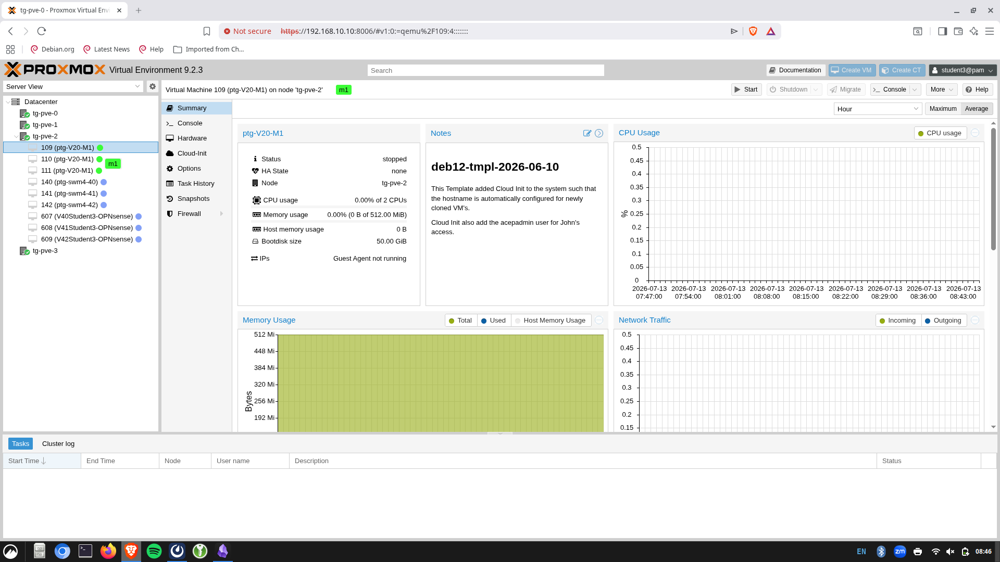 tg-pve-0 - Proxmox Virtual Envi
Not secure https://192.168.10.10:8006/#v1:0:=qemu%2F109:4:::::::
Debian.org Latest News Help Imported from Ch...
PROXMOX Virtual Environment 9.2.3 Search Documentation Create VM Create CT student3@pam
Server View
Virtual Machine 109 (ptg-V20-M1) on node 'tg-pve-2' m1 Start Shutdown Migrate Console More Help
Datacenter
tg-pve-0
tg-pve-1
tg-pve-2
109 (ptg-V20-M1)
110 (ptg-V20-M1)
m1
111 (ptg-V20-M1)
140 (ptg-swm4-40)
141 (ptg-swm4-41)
142 (ptg-swm4-42)
607 (V40Student3-OPNsense)
608 (V41Student3-OPNsense)
609 (V42Student3-OPNsense)
tg-pve-3
Summary
Console
Hardware
Cloud-Init
Options
Task History
Snapshots
Firewall
Hour Maximum Average
ptg-V20-M1
Status stopped
HA State none
Node tg-pve-2
CPU usage 0.00% of 2 CPUs
Memory usage 0.00% (0 B of 512.00 MiB)
Host memory usage 0 B
Bootdisk size 50.00 GiB
IPs Guest Agent not running
Notes
deb12-tmpl-2026-06-10
This Template added Cloud Init to the system such that
the hostname is automatically configured for newly
cloned VM's.
Cloud Init also add the acepadmin user for John's
access.
CPU Usage CPU usage
0.5
0.45
0.4
0.35
0.3
% 0.25
0.2
0.15
0.1
0.05
0
2026-07-13 2026-07-13 2026-07-13 2026-07-13 2026-07-13 2026-07-13 2026-07-13 2026-07-13 2026-07-13
07:47:00 07:54:00 08:01:00 08:08:00 08:15:00 08:22:00 08:29:00 08:36:00 08:43:00
Memory Usage Total Used Host Memory Usage
512 Mi
448 Mi
384 Mi
320 Mi
Bytes 256 Mi
192 Mi
Network Traffic Incoming Outgoing
0.5
0.45
0.4
0.35
0.3
0.25
0.2
0.15
Tasks Cluster log
Start Time End Time Node User name Description Status
EN zm 08:46